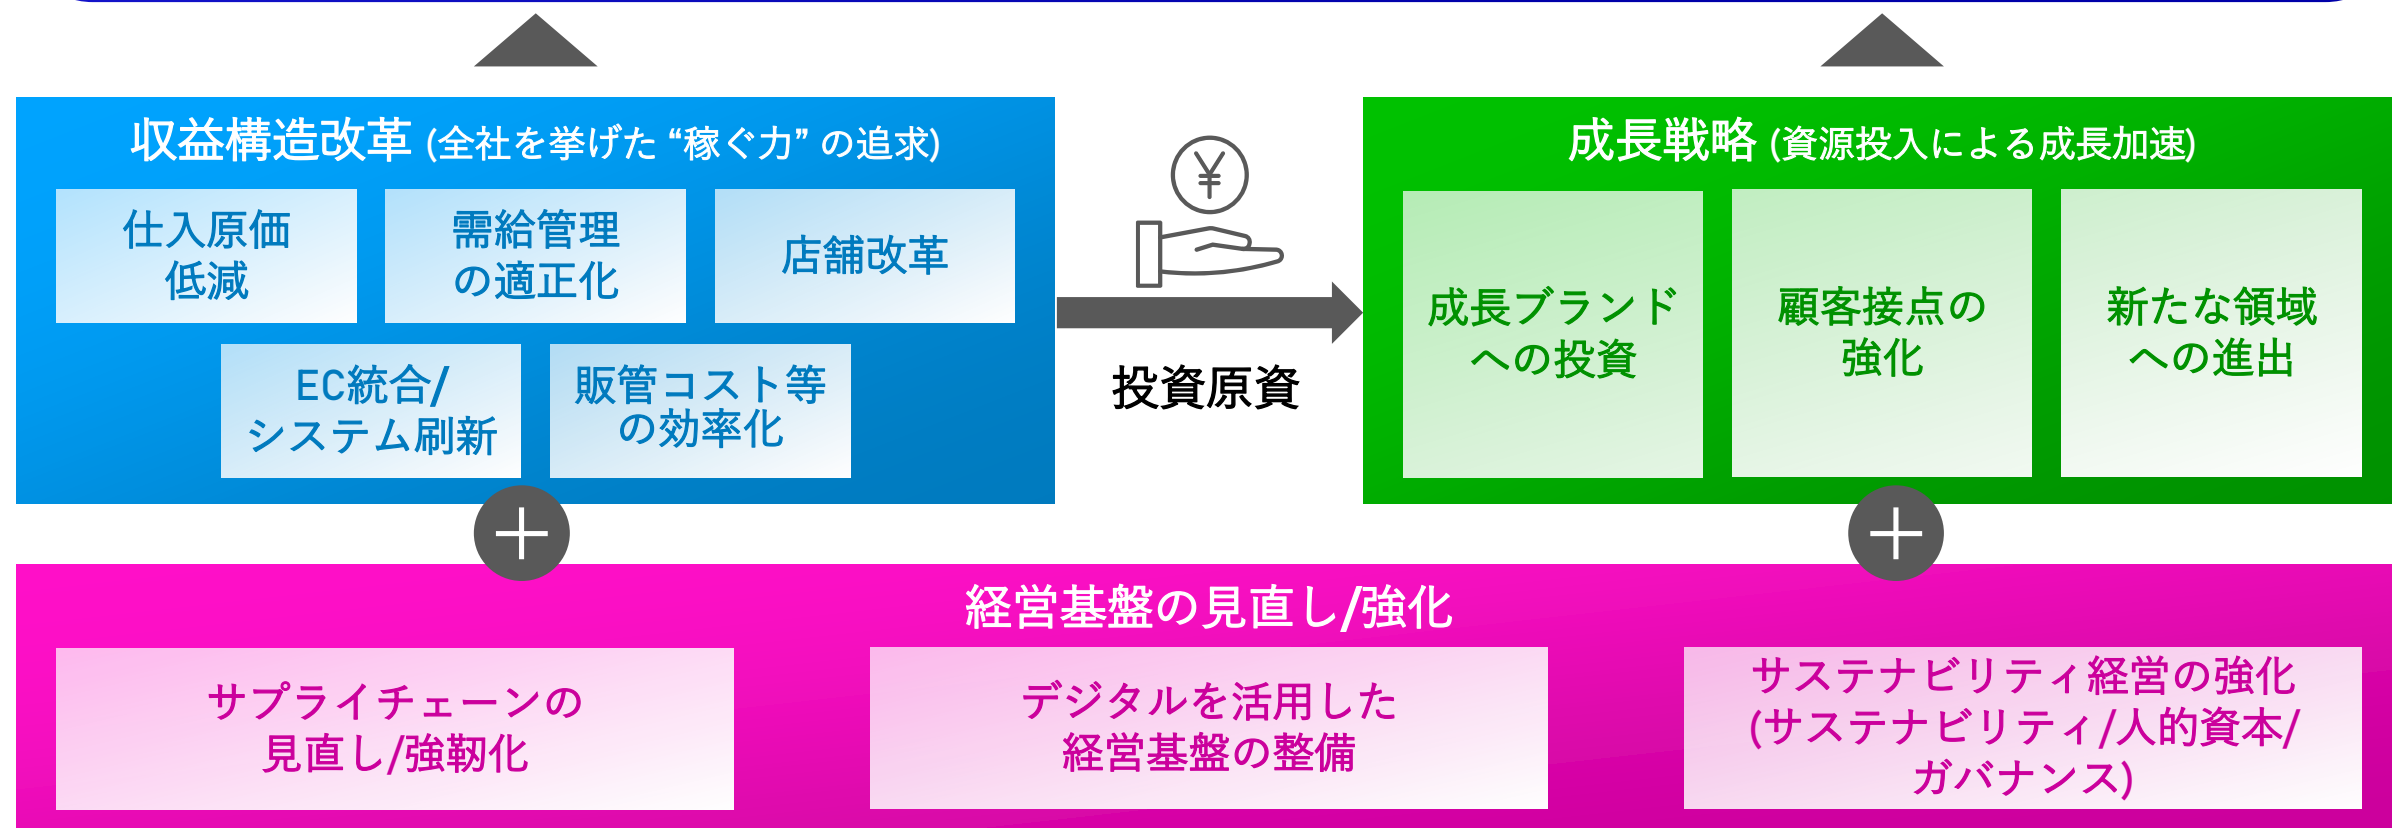 収益構造改革 (全社を挙げた “稼ぐ力” の追求)
仕入原価
低減
需給管理
の適正化
店舗改革
EC統合/
システム刷新
販管コスト等
の効率化
¥
投資原資
成長戦略 (資源投入による成長加速)
成長ブランド
への投資
顧客接点の
強化
新たな領域
への進出
経営基盤の見直し/強化
サプライチェーンの
見直し/強靭化
デジタルを活用した
経営基盤の整備
サステナビリティ経営の強化
(サステナビリティ/人的資本/
ガバナンス)